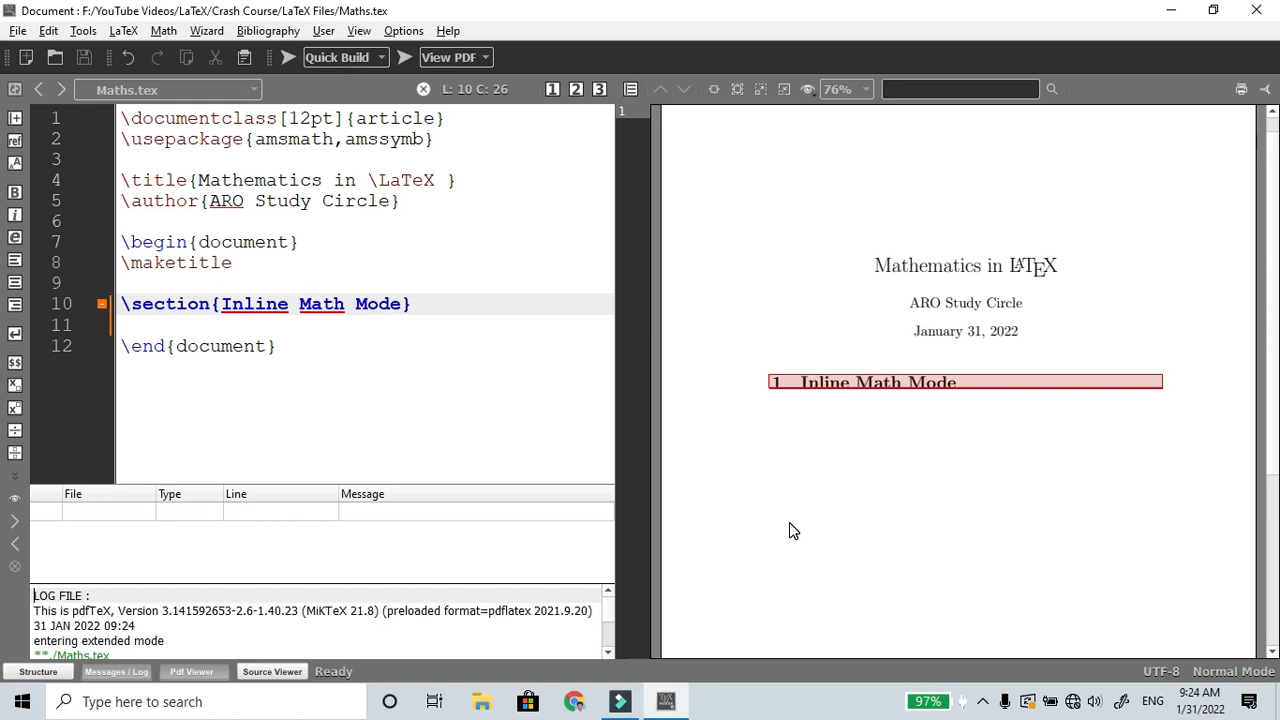 Document : F:/YouTube Videos/LaTeX/Crash Course/LaTeX Files/Maths.tex
File Edit Tools LaTeX Math Wizard Bibliography User View Options Help
Quick Build View PDF
Maths.tex L: 10 C: 26 1 2 3 76%
1 \documentclass[12pt]{article}
2 \usepackage{amsmath,amssymb}
3
4 \title{Mathematics in \LaTeX }
5 \author{ARO Study Circle}
6
7 \begin{document}
8 \maketitle
9
10 \section{Inline Math Mode}
11
12 \end{document}
File Type Line Message
LOG FILE :
This is pdfTeX, Version 3.141592653-2.6-1.40.23 (MiKTeX 21.8) (preloaded format=pdflatex 2021.9.20)
31 JAN 2022 09:24
entering extended mode
**./Maths.tex
1
Mathematics in LATEX
ARO Study Circle
January 31, 2022
1 Inline Math Mode
Structure Messages / Log Pdf Viewer Source Viewer Ready UTF-8 Normal Mode
Type here to search 97% ENG 9:24 AM
1/31/2022